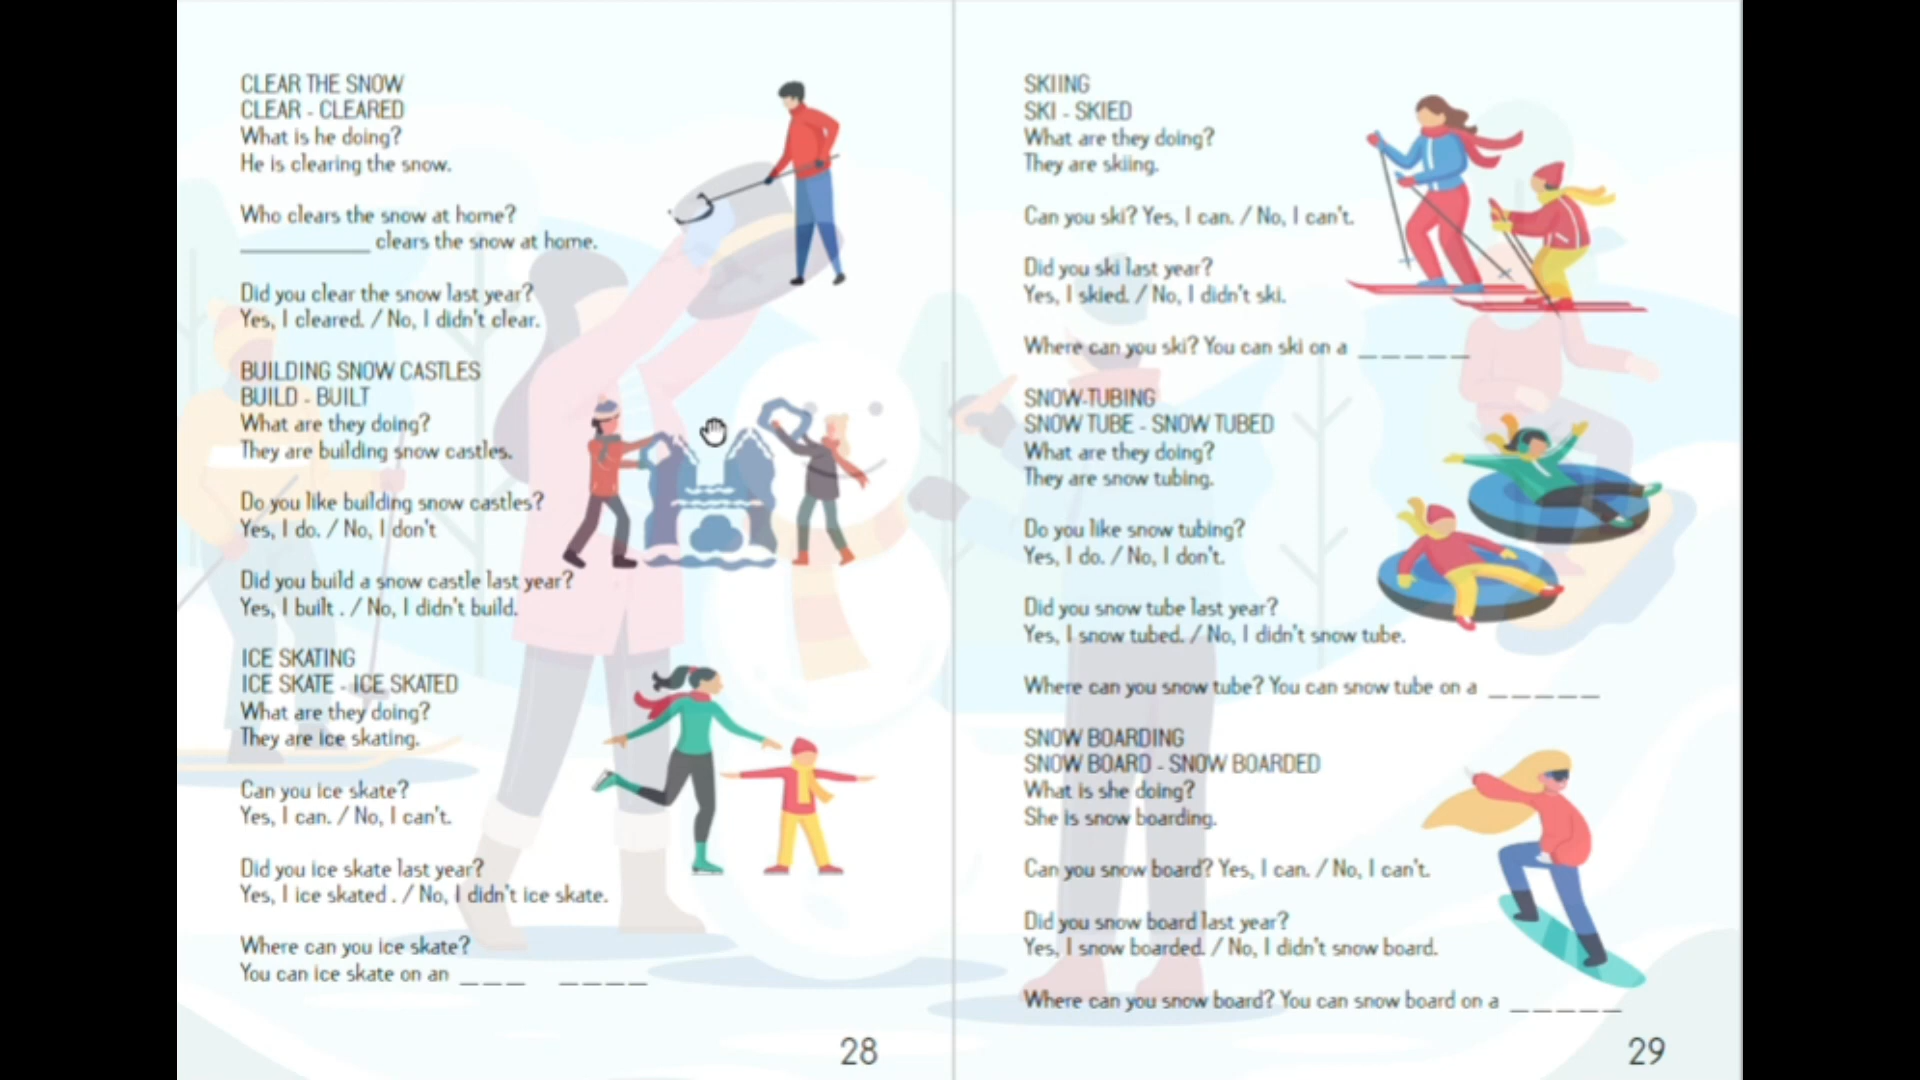 CLEAR THE SNOW
CLEAR - CLEARED
What is he doing?
He is clearing the snow.
Who clears the snow at home?
____________ clears the snow at home.
Did you clear the snow last year?
Yes, I cleared. / No, I didn't clear.
BUILDING SNOW CASTLES
BUILD - BUILT
What are they doing?
They are building snow castles.
Do you like building snow castles?
Yes, I do. / No, I don't
Did you build a snow castle last year?
Yes, I built . / No, I didn't build.
ICE SKATING
ICE SKATE - ICE SKATED
What are they doing?
They are ice skating.
Can you ice skate?
Yes, I can. / No, I can't.
Did you ice skate last year?
Yes, I ice skated . / No, I didn't ice skate.
Where can you ice skate?
You can ice skate on an _ _ _   _ _ _ _
28
SKIING
SKI - SKIED
What are they doing?
They are skiing.
Can you ski? Yes, I can. / No, I can't.
Did you ski last year?
Yes, I skied. / No, I didn't ski.
Where can you ski? You can ski on a _ _ _ _ _
SNOW-TUBING
SNOW TUBE - SNOW TUBED
What are they doing?
They are snow tubing.
Do you like snow tubing?
Yes, I do. / No, I don't.
Did you snow tube last year?
Yes, I snow tubed. / No, I didn't snow tube.
Where can you snow tube? You can snow tube on a _ _ _ _ _
SNOW BOARDING
SNOW BOARD - SNOW BOARDED
What is she doing?
She is snow boarding.
Can you snow board? Yes, I can. / No, I can't.
Did you snow board last year?
Yes, I snow boarded. / No, I didn't snow board.
Where can you snow board? You can snow board on a _ _ _ _ _
29